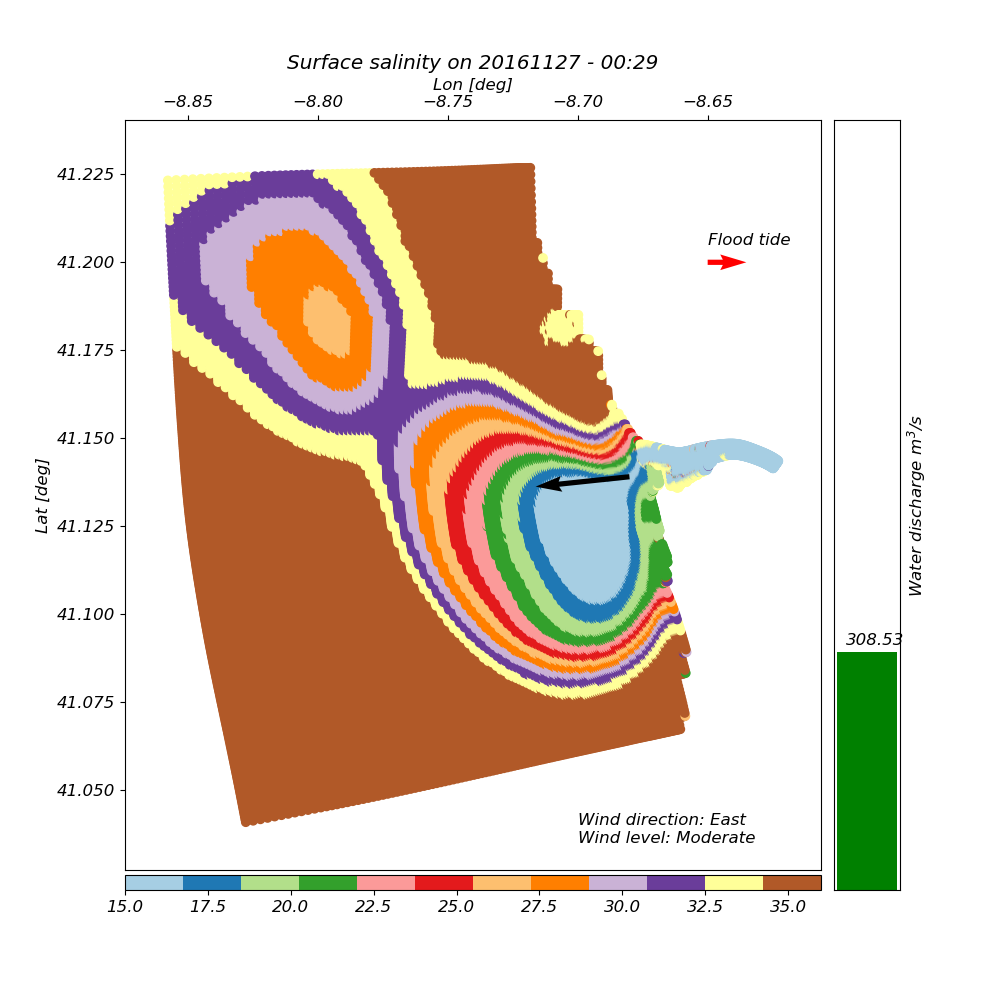 Surface salinity on 20161127 - 00:29
Lon [deg]
−8.85 −8.80 −8.75 −8.70 −8.65
41.225
41.200
41.175
41.150
41.125
41.100
41.075
41.050
Lat [deg]
Flood tide
Wind direction: East
Wind level: Moderate
15.0 17.5 20.0 22.5 25.0 27.5 30.0 32.5 35.0
308.53
Water discharge m³/s